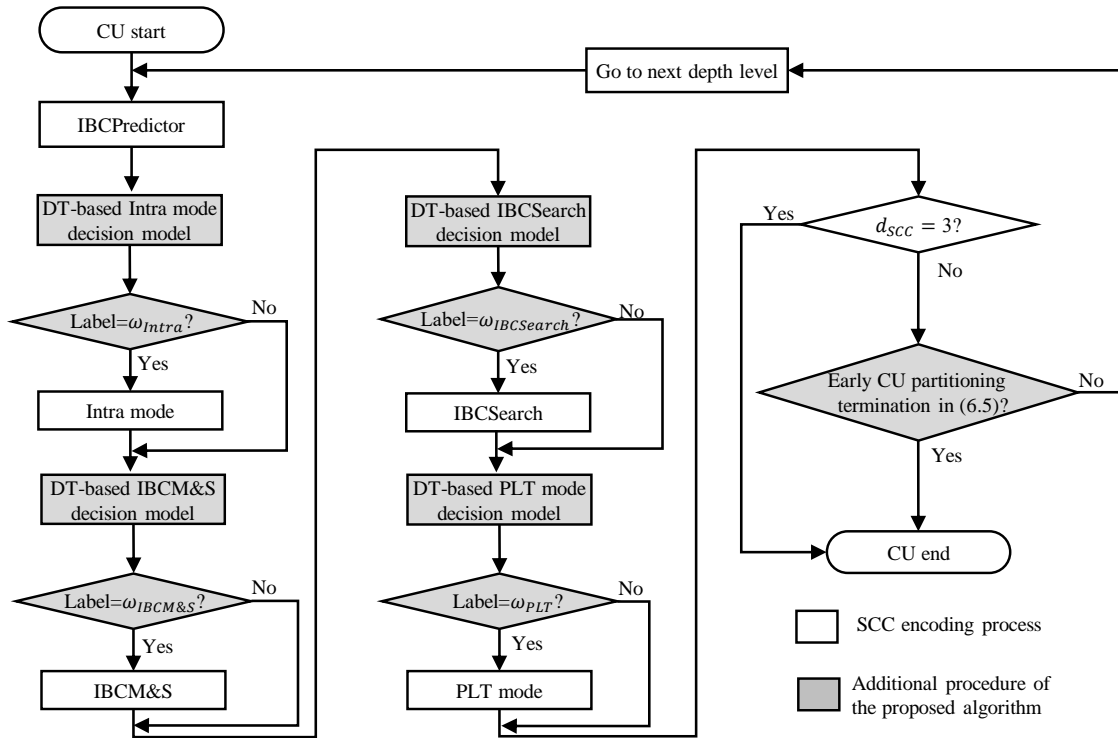 CU start
Go to next depth level
IBCPredictor
DT-based Intra mode
decision model
Label=ω_Intra?
No
Yes
Intra mode
DT-based IBCM&S
decision model
Label=ω_IBCM&S?
No
Yes
IBCM&S
DT-based IBCSearch
decision model
Label=ω_IBCSearch?
No
Yes
IBCSearch
DT-based PLT mode
decision model
Label=ω_PLT?
No
Yes
PLT mode
Yes
d_SCC = 3?
No
Early CU partitioning
termination in (6.5)?
No
Yes
CU end
SCC encoding process
Additional procedure of
the proposed algorithm